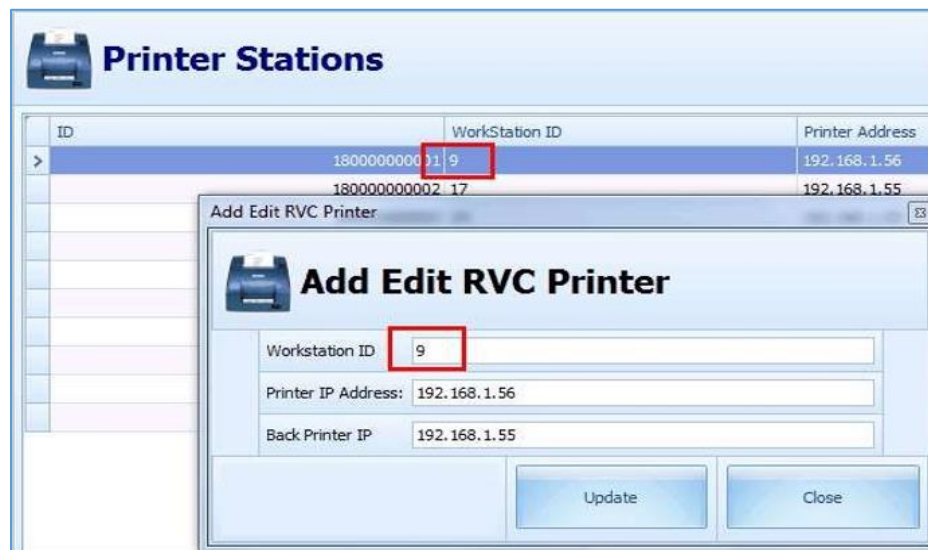 Printer Stations
ID WorkStation ID Printer Address
180000000001 9 192.168.1.56
180000000002 17 192.168.1.55
Add Edit RVC Printer
Add Edit RVC Printer
Workstation ID 9
Printer IP Address: 192.168.1.56
Back Printer IP 192.168.1.55
Update Close